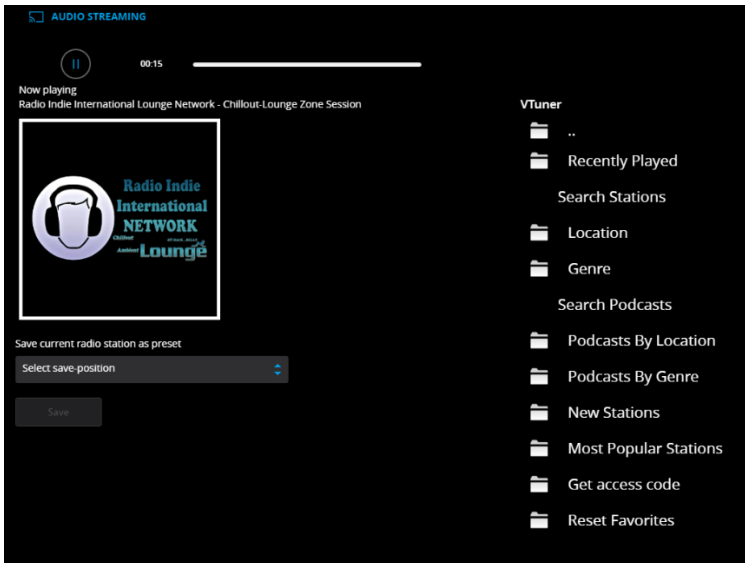 AUDIO STREAMING
00:15
Now playing
Radio Indie International Lounge Network - Chillout-Lounge Zone Session
Radio Indie
International
NETWORK
Chillout
Ambient Lounge
Save current radio station as preset
Select save-position
Save
VTuner
..
Recently Played
Search Stations
Location
Genre
Search Podcasts
Podcasts By Location
Podcasts By Genre
New Stations
Most Popular Stations
Get access code
Reset Favorites